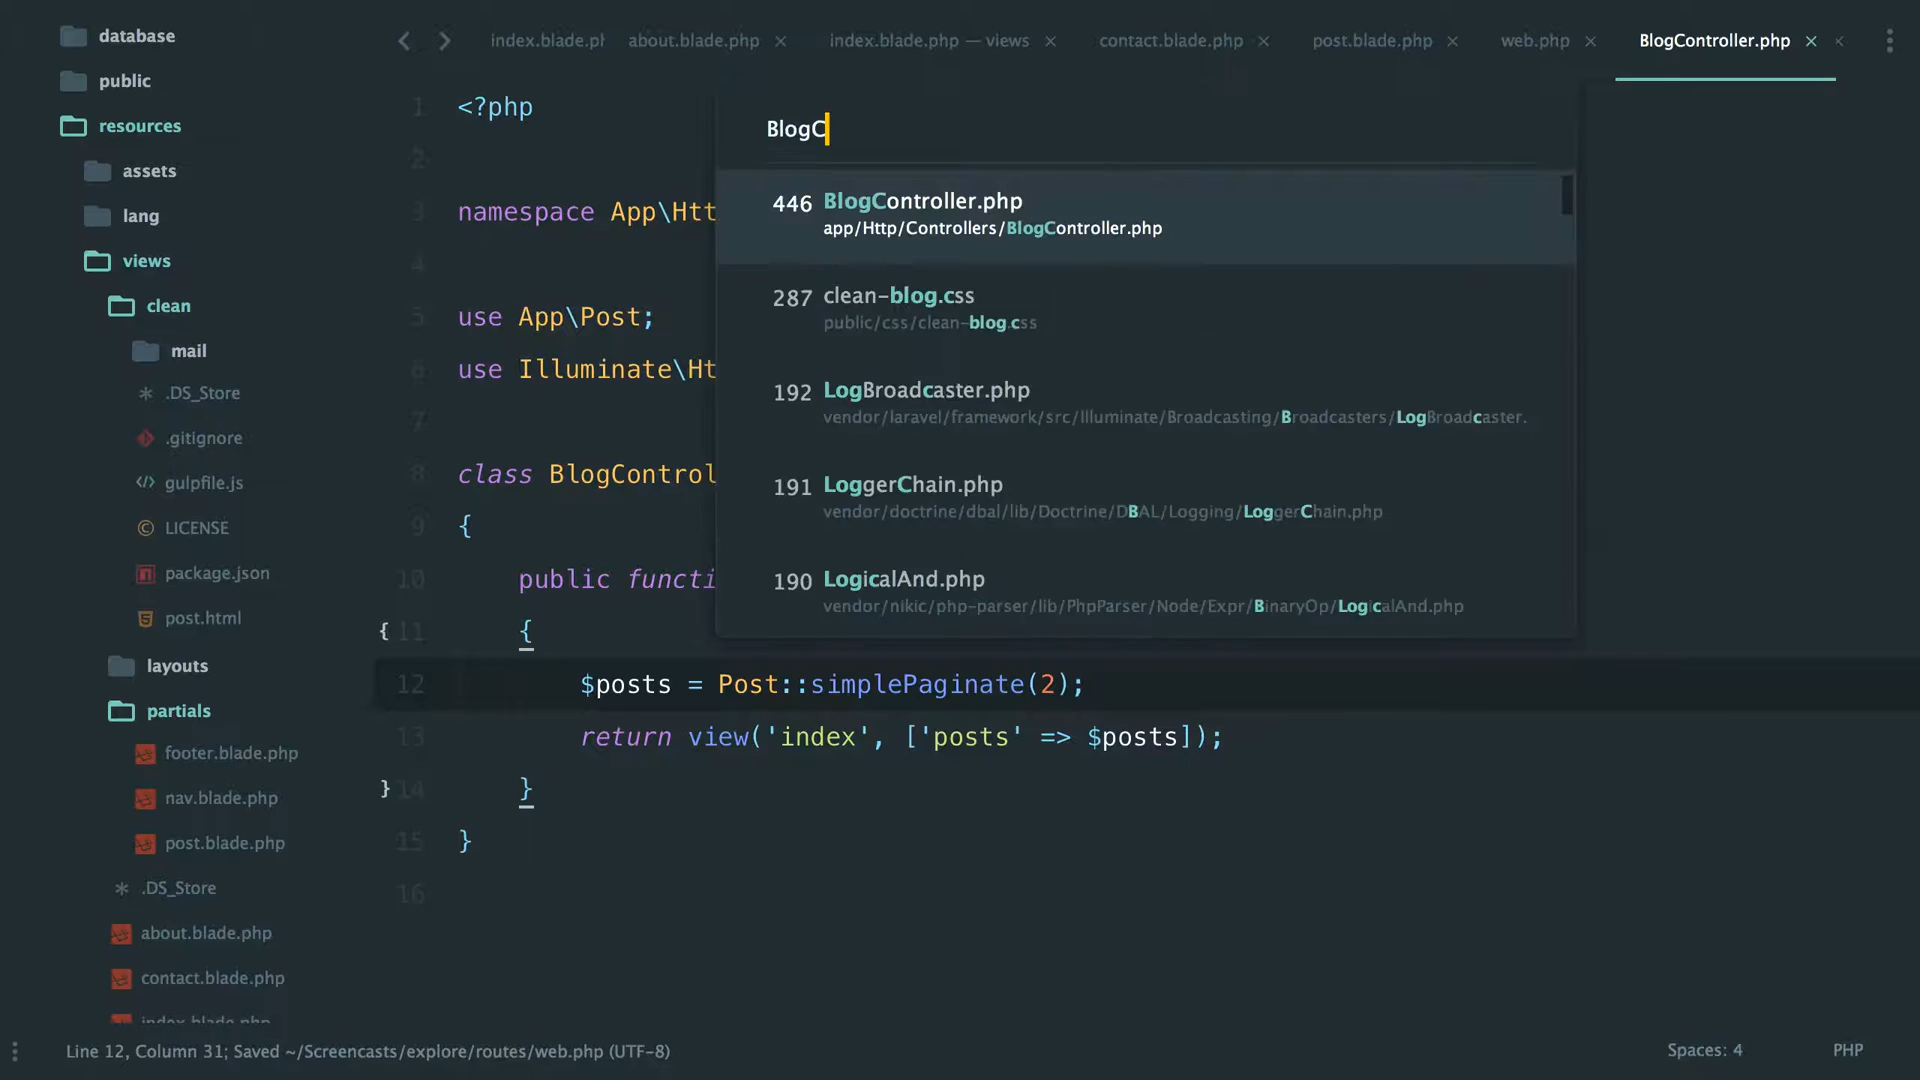 database
public
resources
assets
lang
views
clean
mail
.DS_Store
.gitignore
gulpfile.js
LICENSE
package.json
post.html
layouts
partials
footer.blade.php
nav.blade.php
post.blade.php
.DS_Store
about.blade.php
contact.blade.php
index.blade.php
index.blade.ph
about.blade.php
index.blade.php — views
contact.blade.php
post.blade.php
web.php
BlogController.php
1 <?php
2
3 namespace App\Htt
4
5 use App\Post;
6 use Illuminate\Ht
7
8 class BlogControl
9 {
10 public functi
{ 11 {
12 $posts = Post::simplePaginate(2);
13 return view('index', ['posts' => $posts]);
} 14 }
15 }
16
BlogC
446 BlogController.php
app/Http/Controllers/BlogController.php
287 clean-blog.css
public/css/clean-blog.css
192 LogBroadcaster.php
vendor/laravel/framework/src/Illuminate/Broadcasting/Broadcasters/LogBroadcaster.
191 LoggerChain.php
vendor/doctrine/dbal/lib/Doctrine/DBAL/Logging/LoggerChain.php
190 LogicalAnd.php
vendor/nikic/php-parser/lib/PhpParser/Node/Expr/BinaryOp/LogicalAnd.php
Line 12, Column 31; Saved ~/Screencasts/explore/routes/web.php (UTF-8)
Spaces: 4
PHP